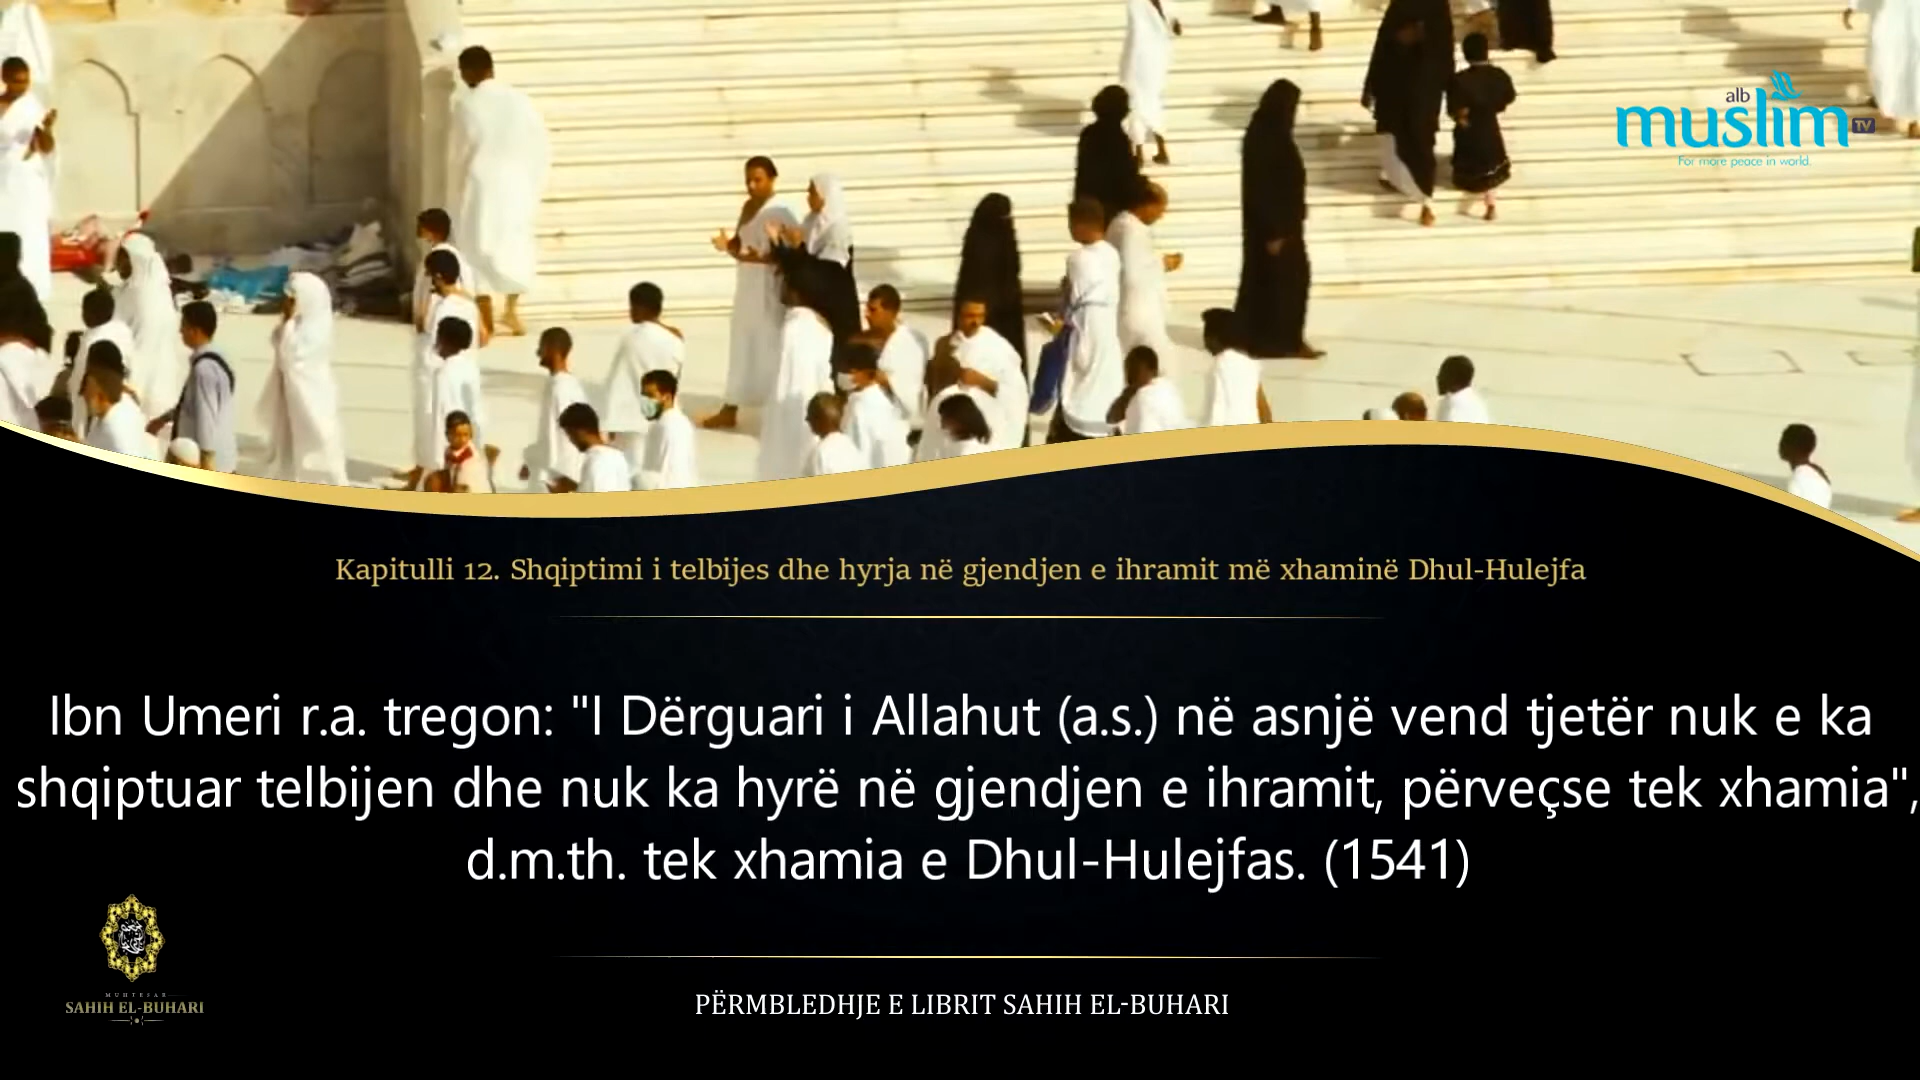 alb
muslim TV
For more peace in world.
Kapitulli 12. Shqiptimi i telbijes dhe hyrja në gjendjen e ihramit më xhaminë Dhul-Hulejfa
Ibn Umeri r.a. tregon: "I Dërguari i Allahut (a.s.) në asnjë vend tjetër nuk e ka
shqiptuar telbijen dhe nuk ka hyrë në gjendjen e ihramit, përveçse tek xhamia",
d.m.th. tek xhamia e Dhul-Hulejfas. (1541)
MUHTESAR
SAHIH EL-BUHARI
PËRMBLEDHJE E LIBRIT SAHIH EL-BUHARI